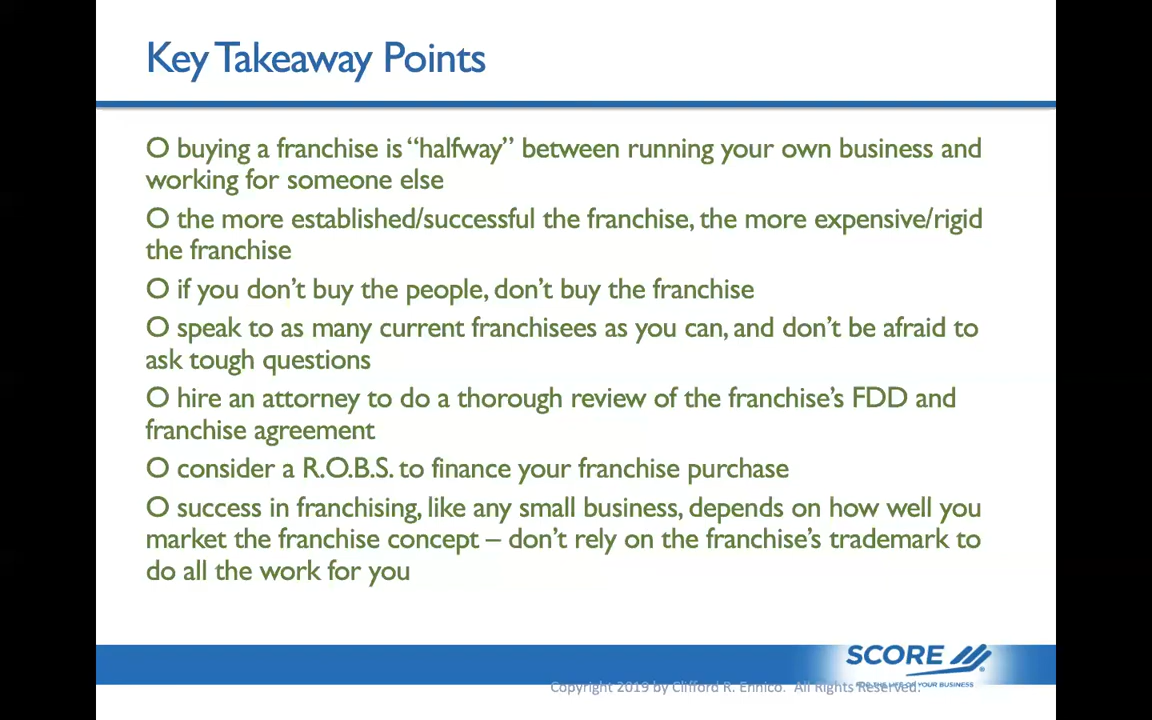 Key Takeaway Points
O buying a franchise is “halfway” between running your own business and
working for someone else
O the more established/successful the franchise, the more expensive/rigid
the franchise
O if you don’t buy the people, don’t buy the franchise
O speak to as many current franchisees as you can, and don’t be afraid to
ask tough questions
O hire an attorney to do a thorough review of the franchise’s FDD and
franchise agreement
O consider a R.O.B.S. to finance your franchise purchase
O success in franchising, like any small business, depends on how well you
market the franchise concept – don’t rely on the franchise’s trademark to
do all the work for you
SCORE
FOR THE LIFE OF YOUR BUSINESS
Copyright 2019 by Clifford R. Ennico. All Rights Reserved.